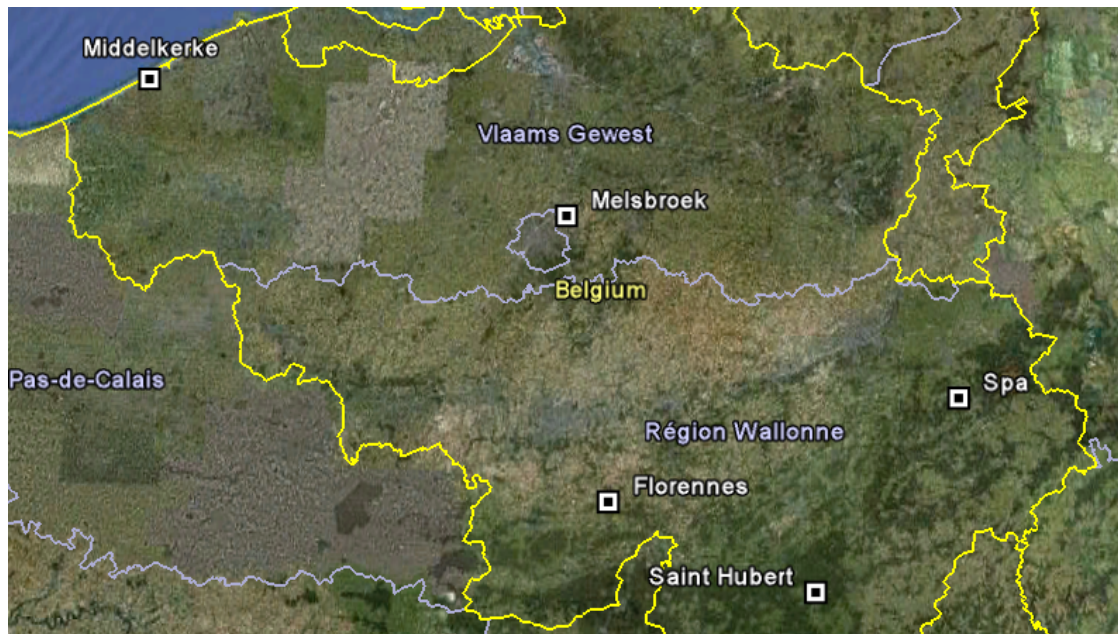 Middelkerke
Vlaams Gewest
Melsbroek
Belgium
Pas-de-Calais
Spa
Région Wallonne
Florennes
Saint Hubert